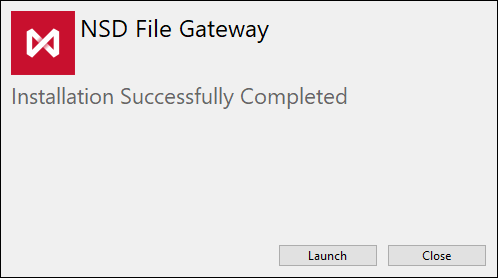 NSD File Gateway
Installation Successfully Completed
Launch
Close